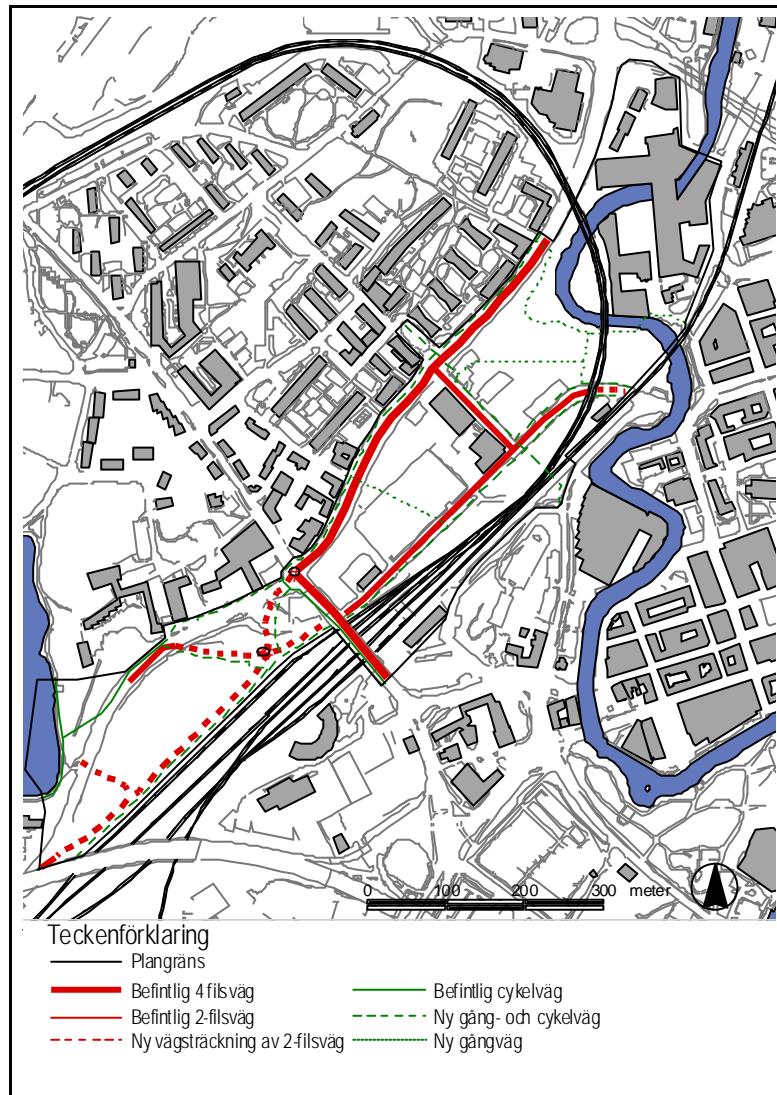 0 100 200 300 meter
Teckenförklaring
Plangräns
Befintlig 4 filsväg
Befintlig 2-filsväg
Ny vägsträckning av 2-filsväg
Befintlig cykelväg
Ny gång- och cykelväg
Ny gångväg